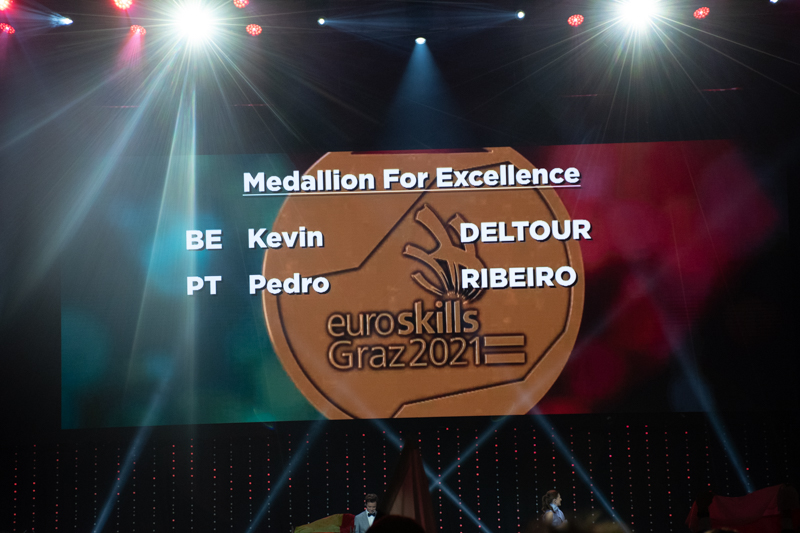 Medallion For Excellence
BE Kevin DELTOUR
PT Pedro RIBEIRO
euroskills
Graz2021